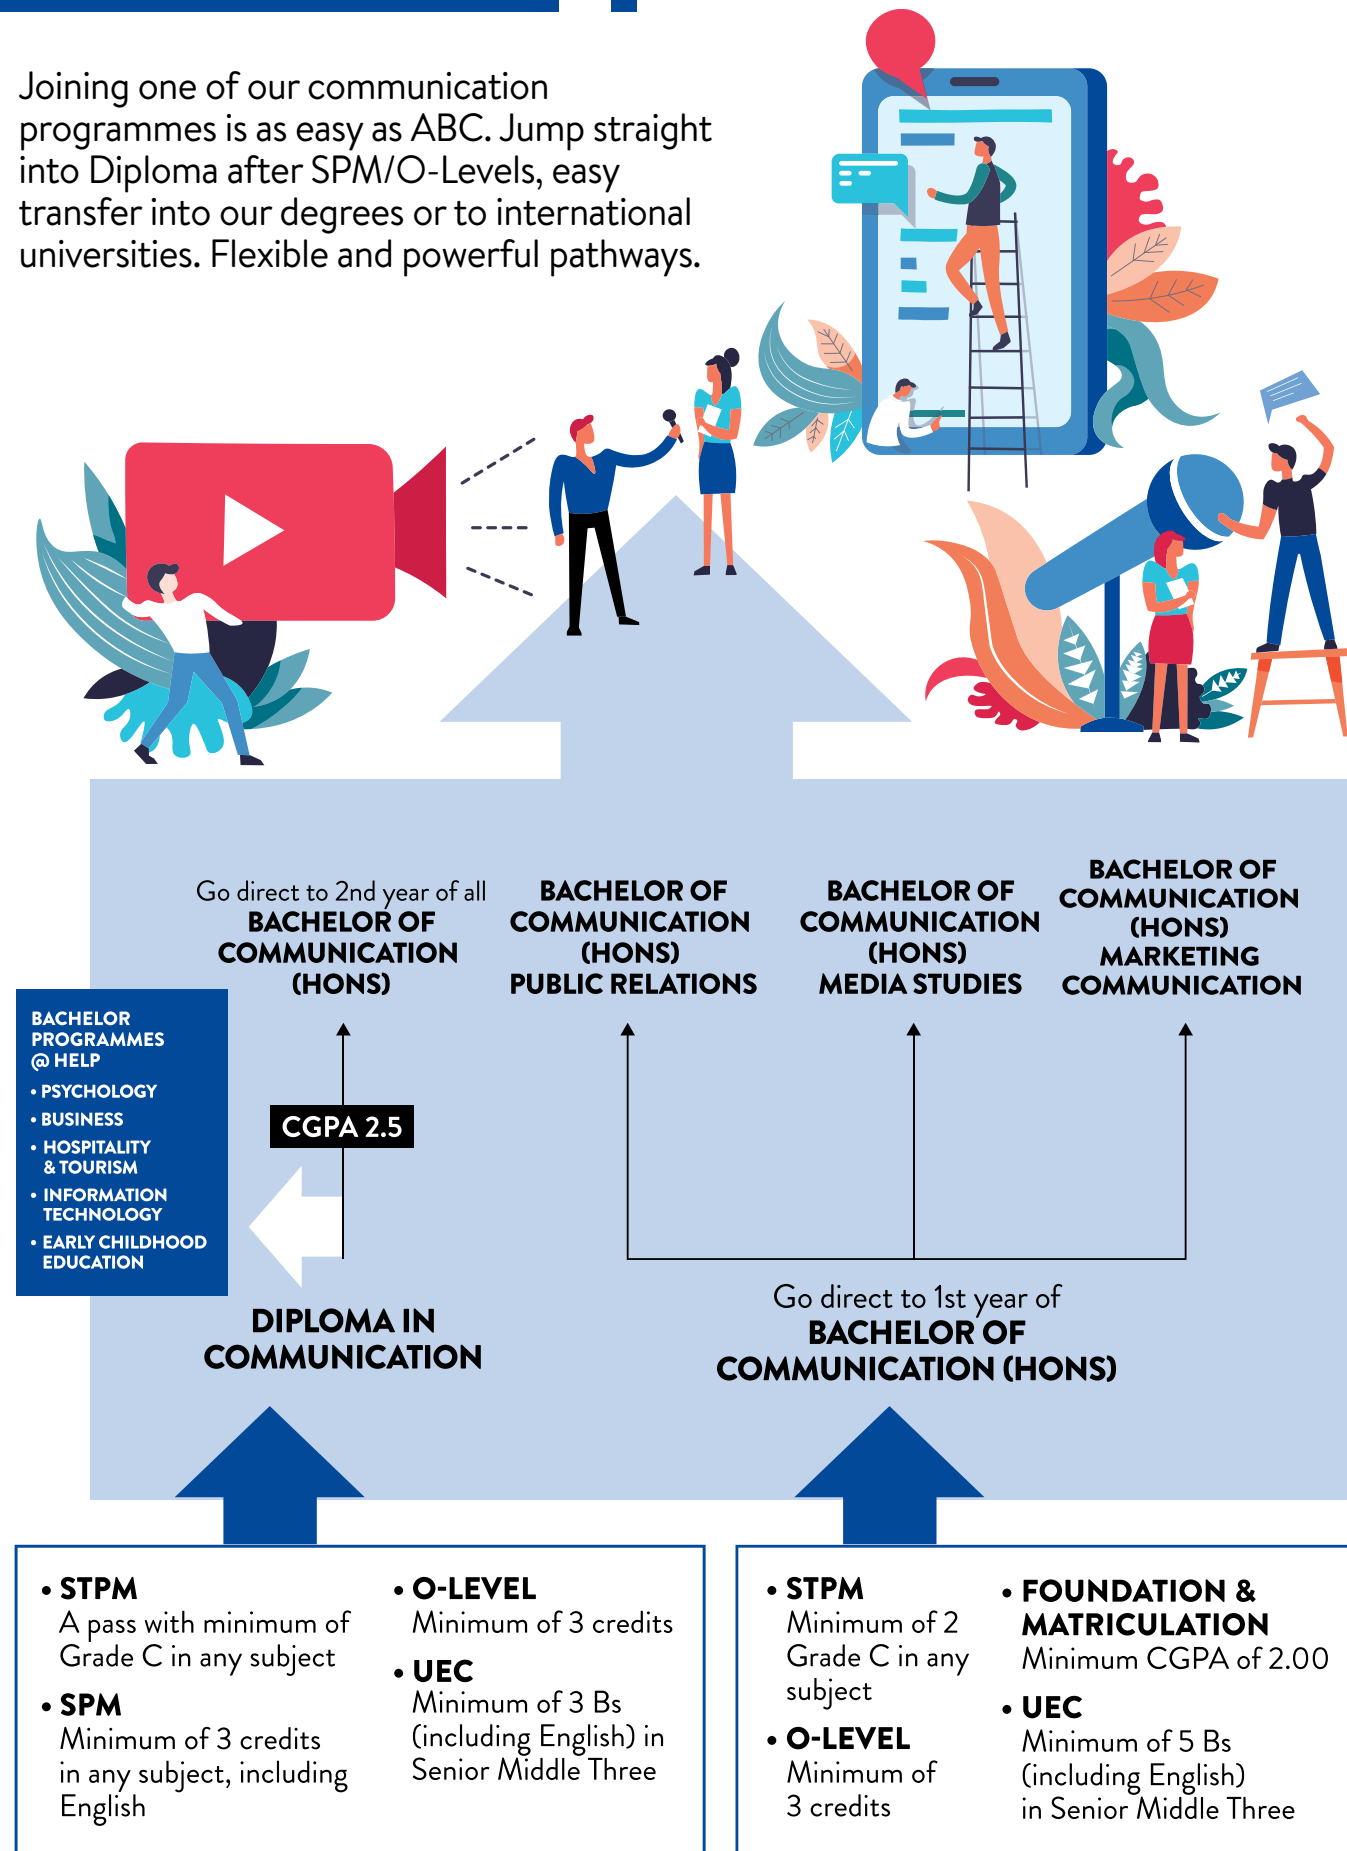 Joining one of our communication
programmes is as easy as ABC. Jump straight
into Diploma after SPM/O-Levels, easy
transfer into our degrees or to international
universities. Flexible and powerful pathways.
Go direct to 2nd year of all
BACHELOR OF
COMMUNICATION
(HONS)
BACHELOR OF
COMMUNICATION
(HONS)
PUBLIC RELATIONS
BACHELOR OF
COMMUNICATION
(HONS)
MEDIA STUDIES
BACHELOR OF
COMMUNICATION
(HONS)
MARKETING
COMMUNICATION
BACHELOR
PROGRAMMES
@ HELP
• PSYCHOLOGY
• BUSINESS
• HOSPITALITY
& TOURISM
• INFORMATION
TECHNOLOGY
• EARLY CHILDHOOD
EDUCATION
CGPA 2.5
DIPLOMA IN
COMMUNICATION
Go direct to 1st year of
BACHELOR OF
COMMUNICATION (HONS)
• STPM
A pass with minimum of
Grade C in any subject
• SPM
Minimum of 3 credits
in any subject, including
English
• O-LEVEL
Minimum of 3 credits
• UEC
Minimum of 3 Bs
(including English) in
Senior Middle Three
• STPM
Minimum of 2
Grade C in any
subject
• O-LEVEL
Minimum of
3 credits
• FOUNDATION &
MATRICULATION
Minimum CGPA of 2.00
• UEC
Minimum of 5 Bs
(including English)
in Senior Middle Three